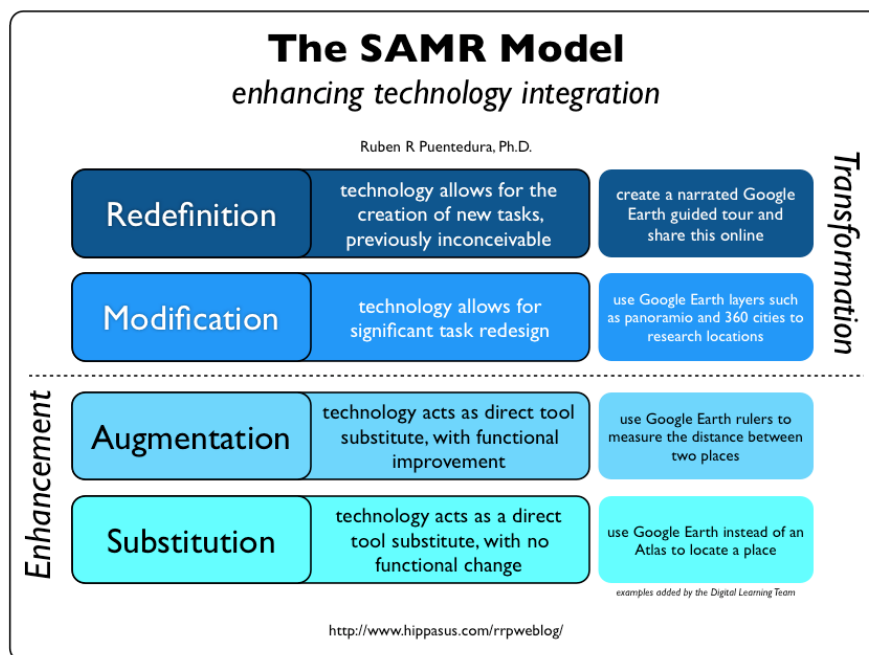 The SAMR Model
enhancing technology integration
Ruben R Puentedura, Ph.D.
Transformation
Redefinition
technology allows for the
creation of new tasks,
previously inconceivable
create a narrated Google
Earth guided tour and
share this online
Modification
technology allows for
significant task redesign
use Google Earth layers such
as panoramio and 360 cities to
research locations
Enhancement
Augmentation
technology acts as direct tool
substitute, with functional
improvement
use Google Earth rulers to
measure the distance between
two places
Substitution
technology acts as a direct
tool substitute, with no
functional change
use Google Earth instead of an
Atlas to locate a place
examples added by the Digital Learning Team
http://www.hippasus.com/rrpweblog/